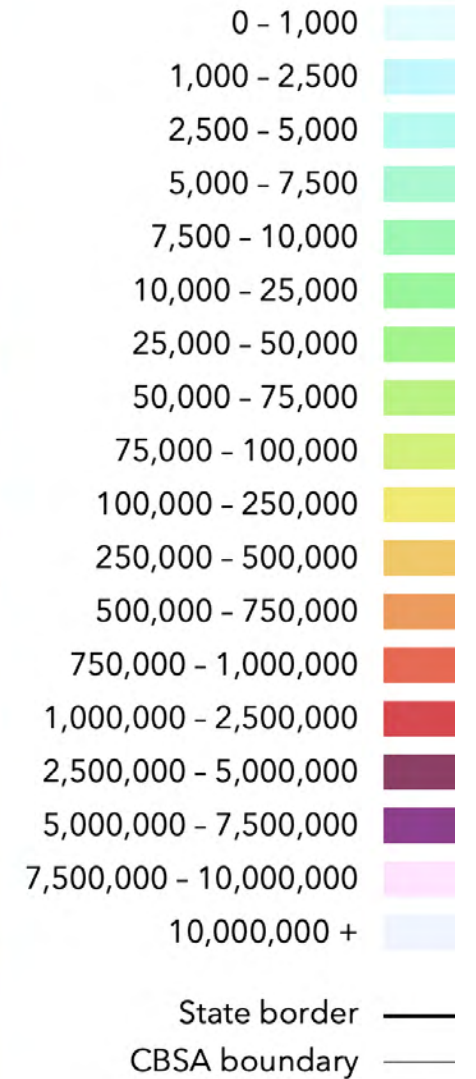 0 – 1,000
1,000 – 2,500
2,500 – 5,000
5,000 – 7,500
7,500 – 10,000
10,000 – 25,000
25,000 – 50,000
50,000 – 75,000
75,000 – 100,000
100,000 – 250,000
250,000 – 500,000
500,000 – 750,000
750,000 – 1,000,000
1,000,000 – 2,500,000
2,500,000 – 5,000,000
5,000,000 – 7,500,000
7,500,000 – 10,000,000
10,000,000 +
State border
CBSA boundary